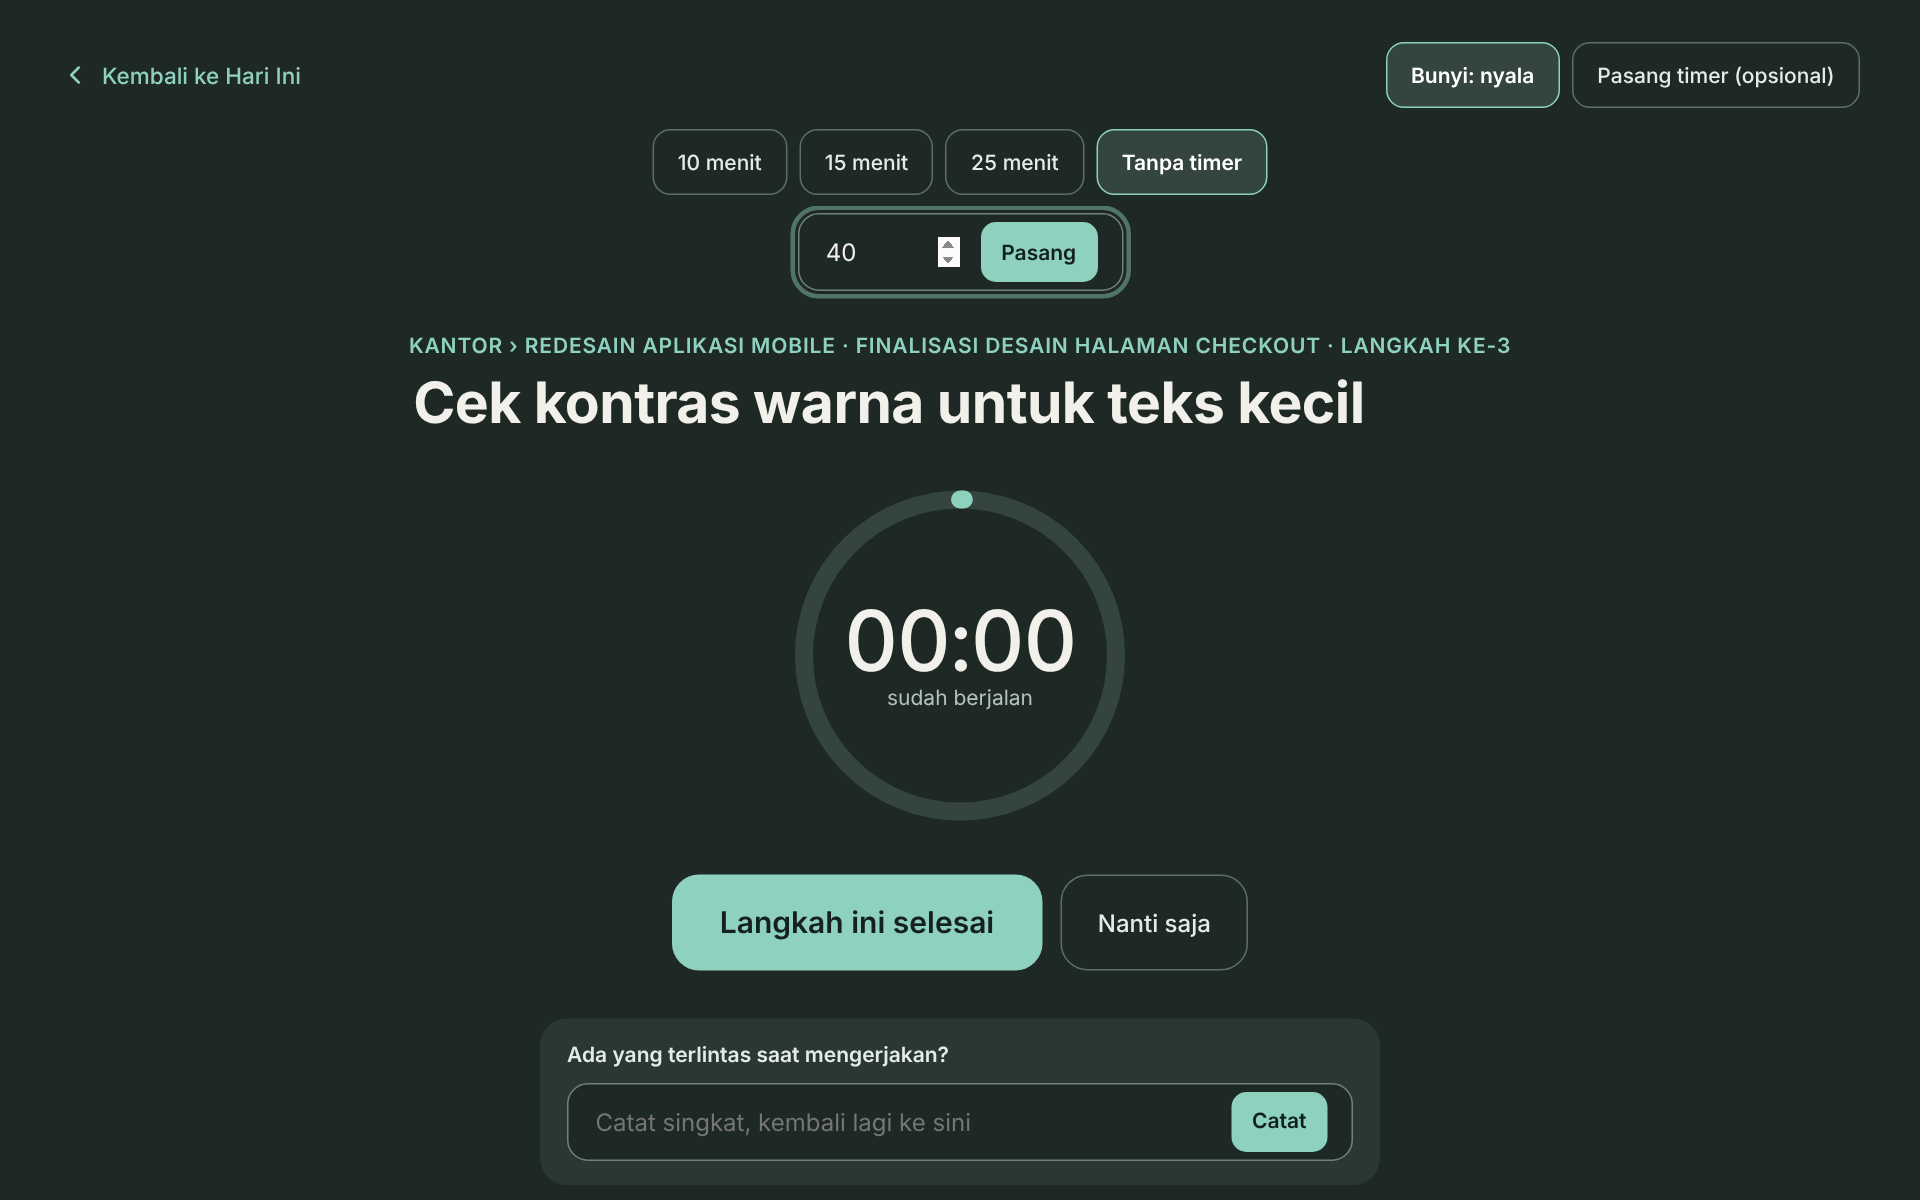 Kembali ke Hari Ini
Bunyi: nyala
Pasang timer (opsional)
10 menit
15 menit
25 menit
Tanpa timer
40
Pasang
KANTOR › REDESAIN APLIKASI MOBILE · FINALISASI DESAIN HALAMAN CHECKOUT · LANGKAH KE-3
Cek kontras warna untuk teks kecil
00:00
sudah berjalan
Langkah ini selesai
Nanti saja
Ada yang terlintas saat mengerjakan?
Catat singkat, kembali lagi ke sini
Catat